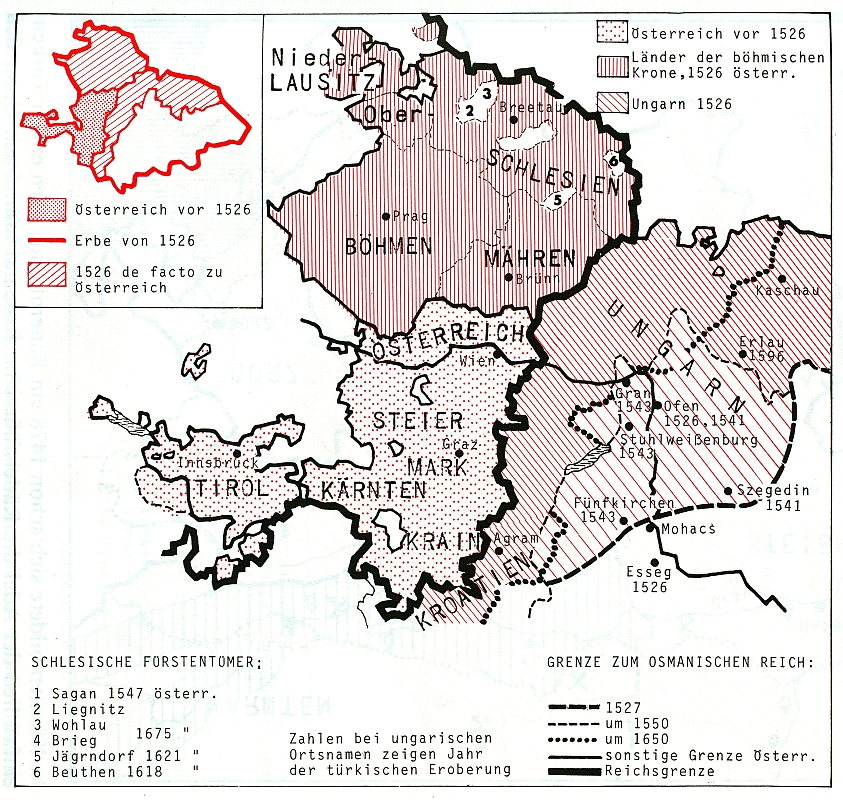 Österreich vor 1526
Länder der böhmischen
Krone,1526 österr.
Ungarn 1526
Österreich vor 1526
Erbe von 1526
1526 de facto zu
Österreich
Nieder-
LAUSITZ
Ober-
3
2
Breetau
6
SCHLESIEN
5
Prag
BÖHMEN
MÄHREN
Brünn
UNGARN
Kaschau
ÖSTERREICH
Wien
Erlau
1596
Gran
1543
Ofen
1526,1541
Stuhlweißenburg
1543
STEIER
MARK
Graz
Innsbruck
TIROL
KÄRNTEN
Szegedin
1541
Fünfkirchen
1543
Mohacs
KRAIN
Agram
Esseg
1526
KROATIEN
SCHLESISCHE FÜRSTENTÜMER;
1 Sagan 1547 österr.
2 Liegnitz
3 Wohlau
1675 "
4 Brieg
5 Jägrndorf 1621 "
6 Beuthen 1618 "
Zahlen bei ungarischen
Ortsnamen zeigen Jahr
der türkischen Eroberung
GRENZE ZUM OSMANISCHEN REICH:
1527
um 1550
um 1650
sonstige Grenze Österr.
Reichsgrenze